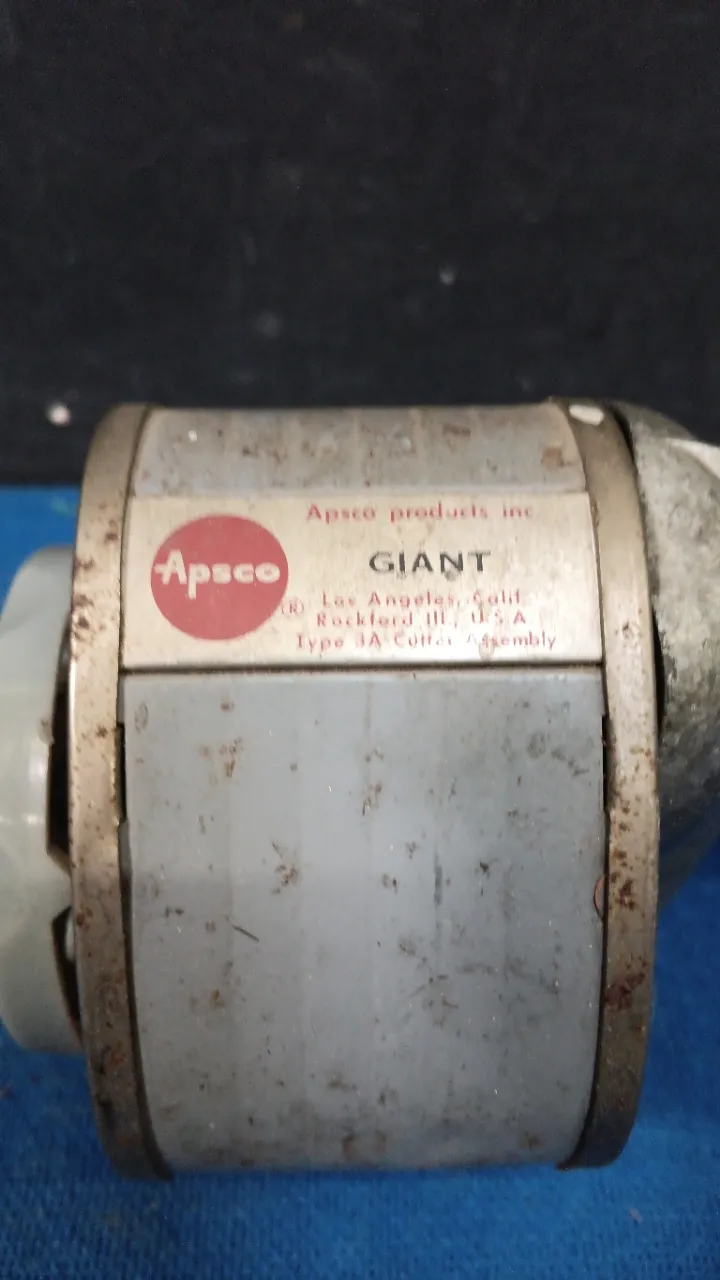 Apsco products inc
Apsco
GIANT
®
Los Angeles, Calif.
Rockford Ill., U.S.A.
Type 3A Cutter Assembly